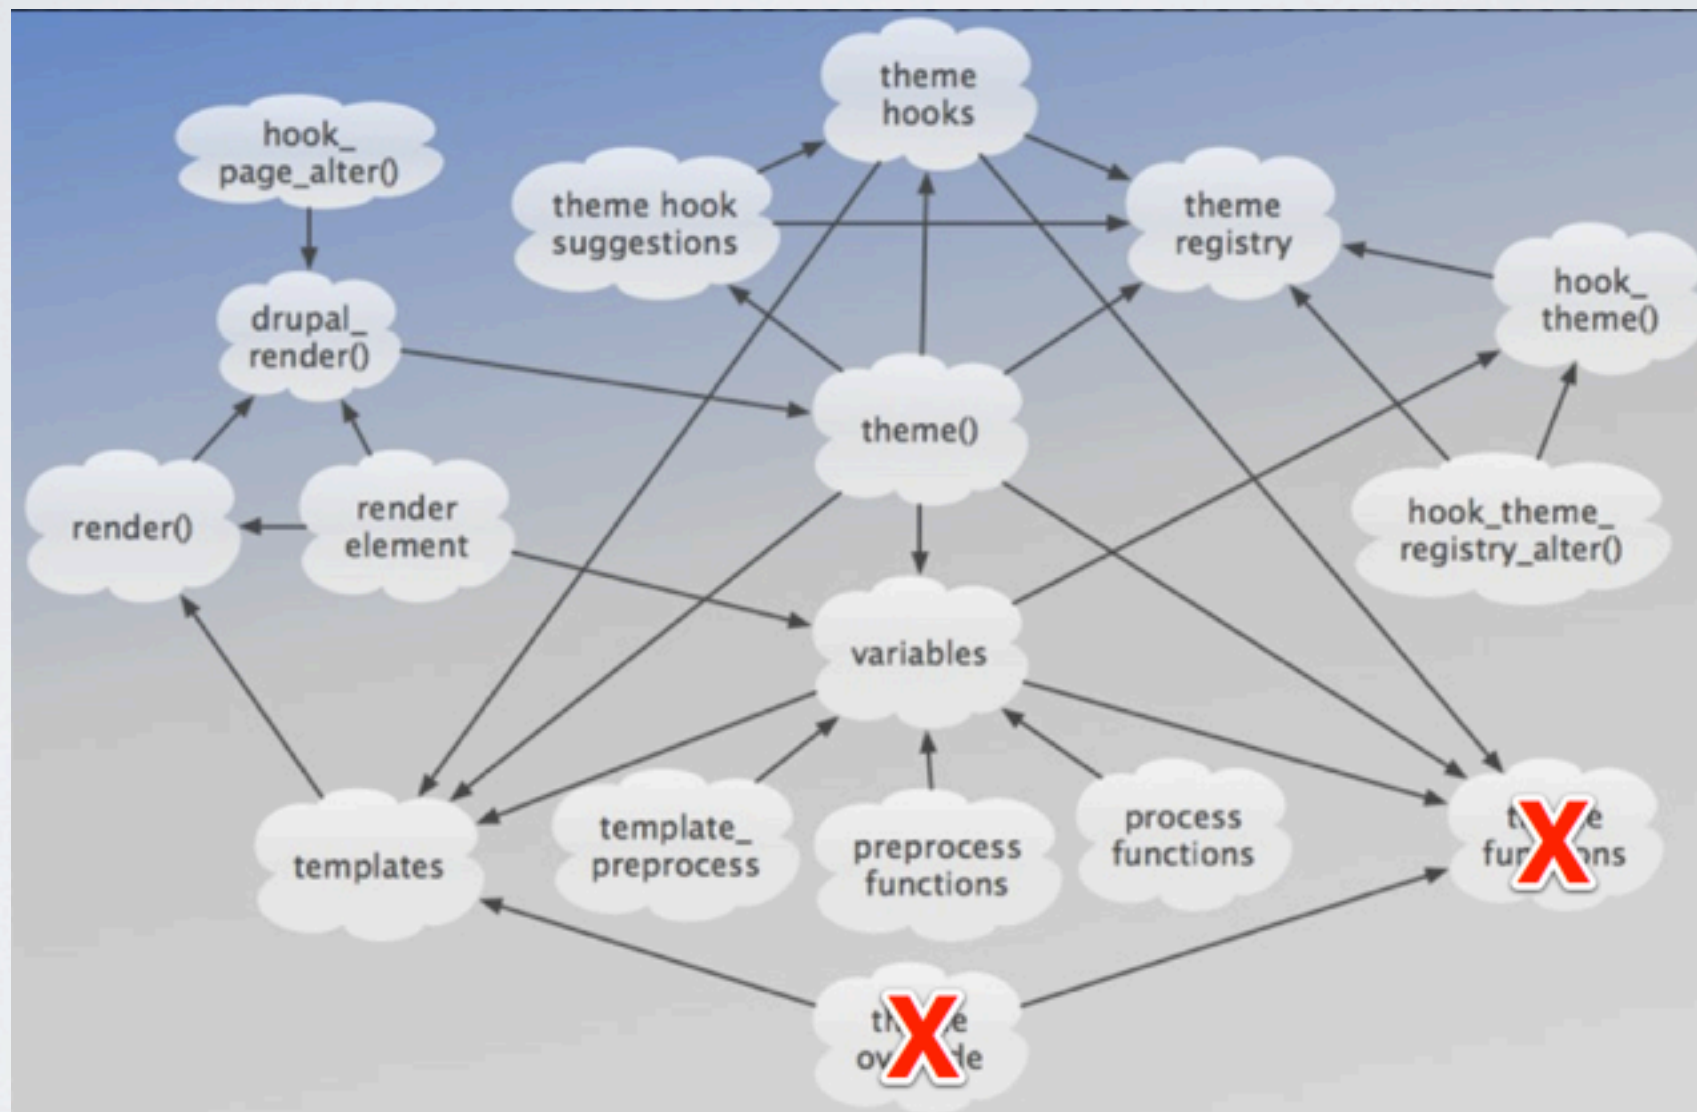 theme
hooks
hook_
page_alter()
theme hook
suggestions
theme
registry
hook_
theme()
drupal_
render()
theme()
render()
render
element
hook_theme_
registry_alter()
variables
templates
template_
preprocess
preprocess
functions
process
functions
X
X